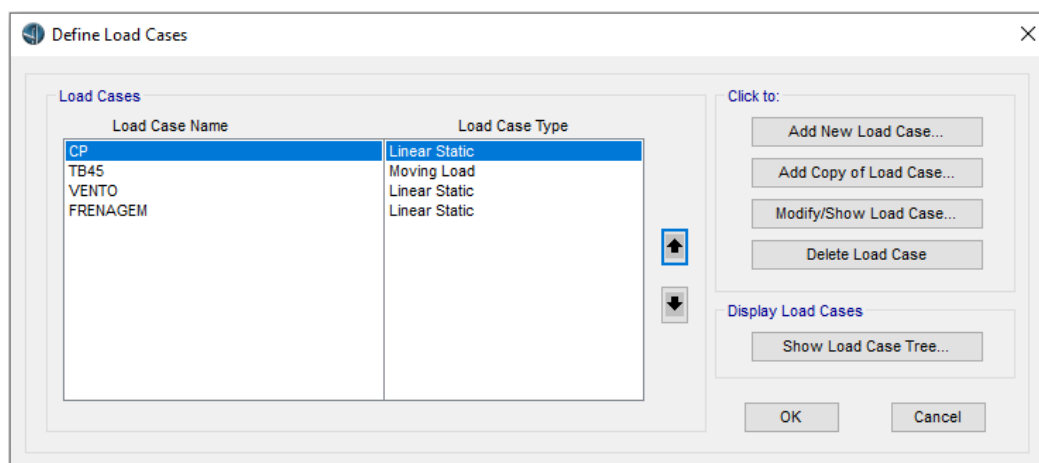 Define Load Cases
Load Cases
Load Case Name Load Case Type
CP Linear Static
TB45 Moving Load
VENTO Linear Static
FRENAGEM Linear Static
Click to:
Add New Load Case...
Add Copy of Load Case...
Modify/Show Load Case...
Delete Load Case
Display Load Cases
Show Load Case Tree...
OK Cancel